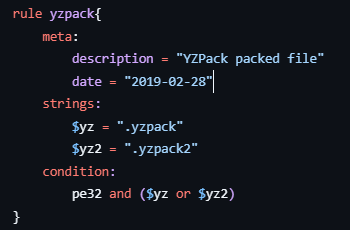 rule yzpack{
meta:
description = "YZPack packed file"
date = "2019-02-28"
strings:
$yz = ".yzpack"
$yz2 = ".yzpack2"
condition:
pe32 and ($yz or $yz2)
}